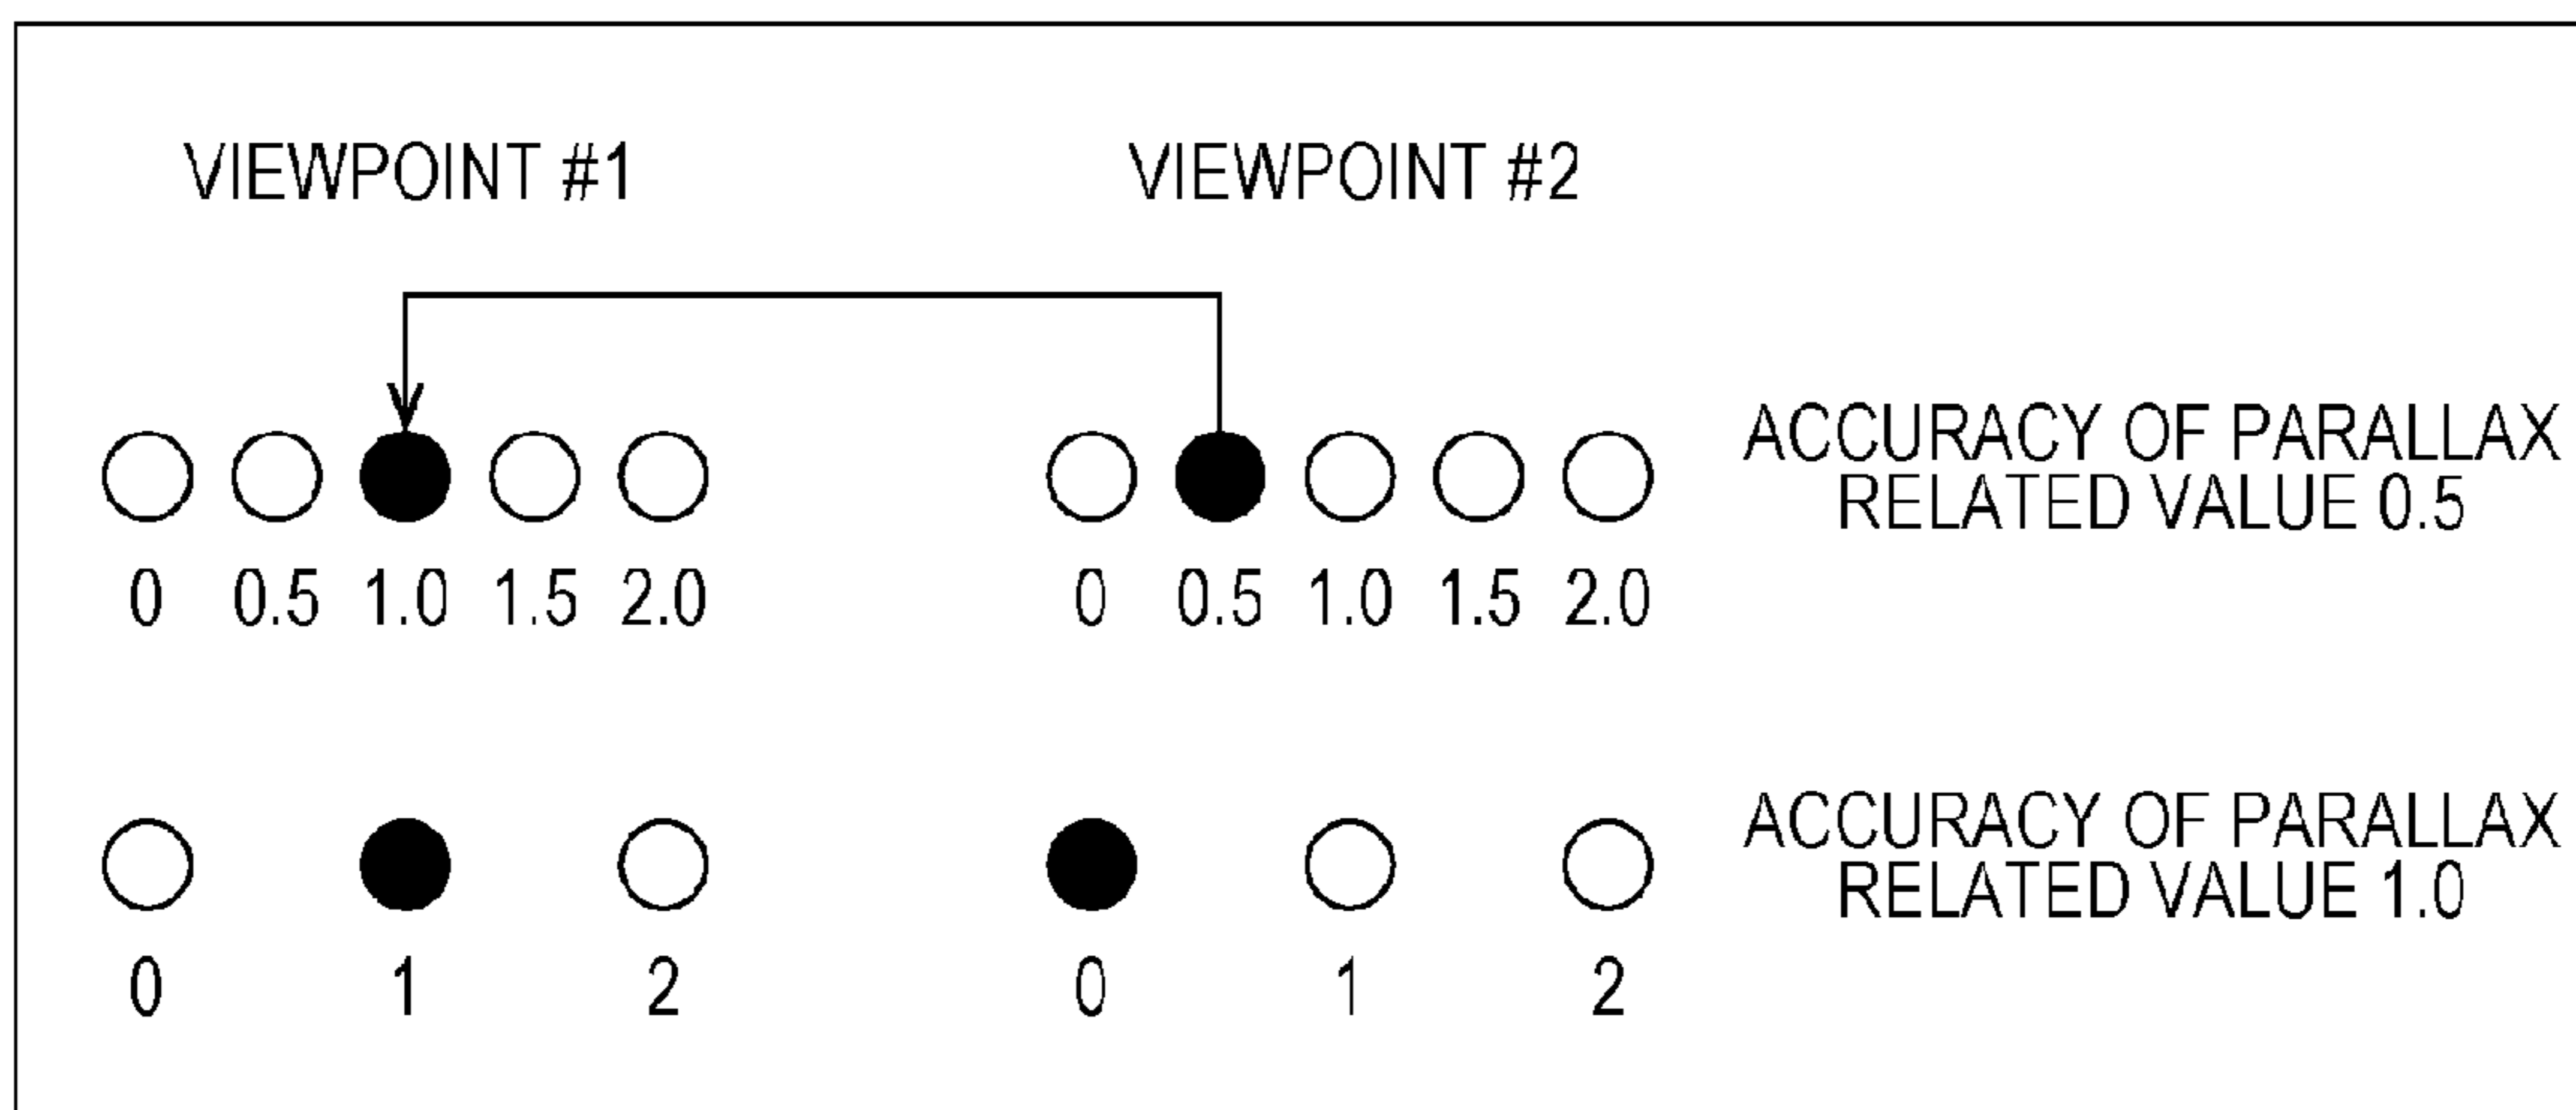 VIEWPOINT #1 VIEWPOINT #2
ACCURACY OF PARALLAX
RELATED VALUE 0.5
0 0.5 1.0 1.5 2.0 0 0.5 1.0 1.5 2.0
ACCURACY OF PARALLAX
RELATED VALUE 1.0
0 1 2 0 1 2